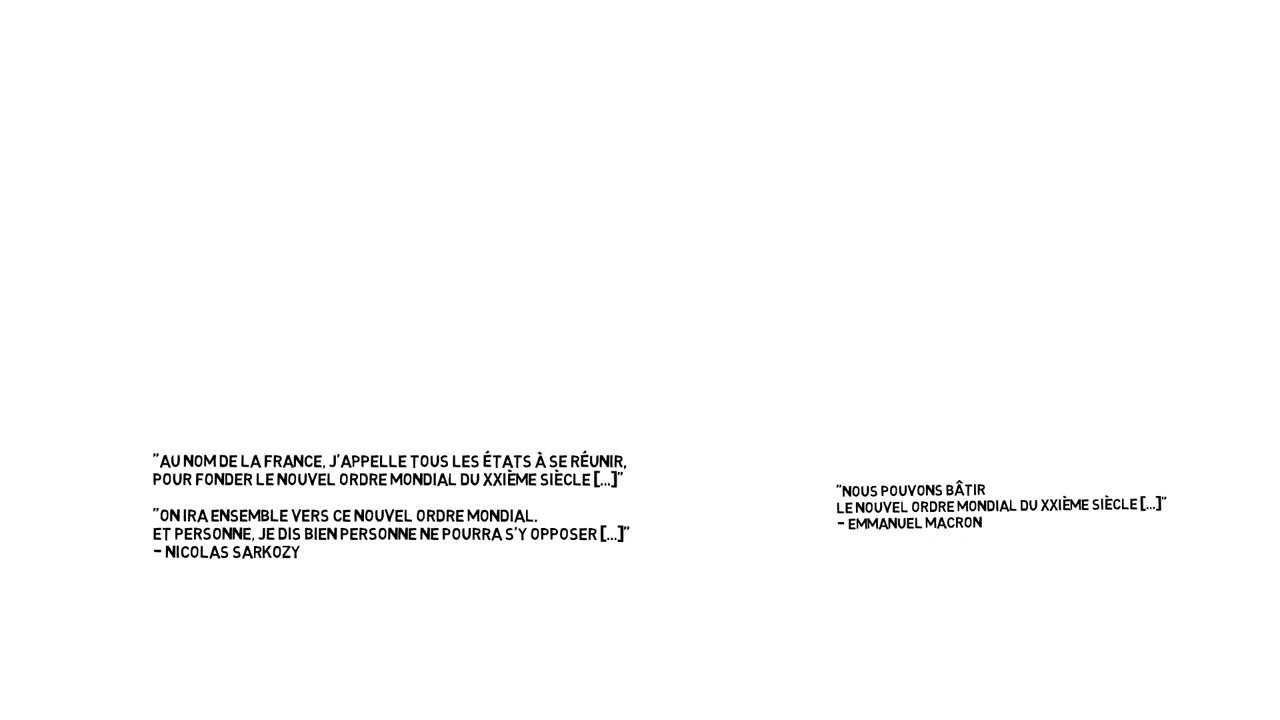 "AU NOM DE LA FRANCE, J'APPELLE TOUS LES ÉTATS À SE RÉUNIR,
POUR FONDER LE NOUVEL ORDRE MONDIAL DU XXIÈME SIÈCLE [...]"
"ON IRA ENSEMBLE VERS CE NOUVEL ORDRE MONDIAL.
ET PERSONNE, JE DIS BIEN PERSONNE NE POURRA S'Y OPPOSER [...]"
– NICOLAS SARKOZY
"NOUS POUVONS BÂTIR
LE NOUVEL ORDRE MONDIAL DU XXIÈME SIÈCLE [...]"
– EMMANUEL MACRON